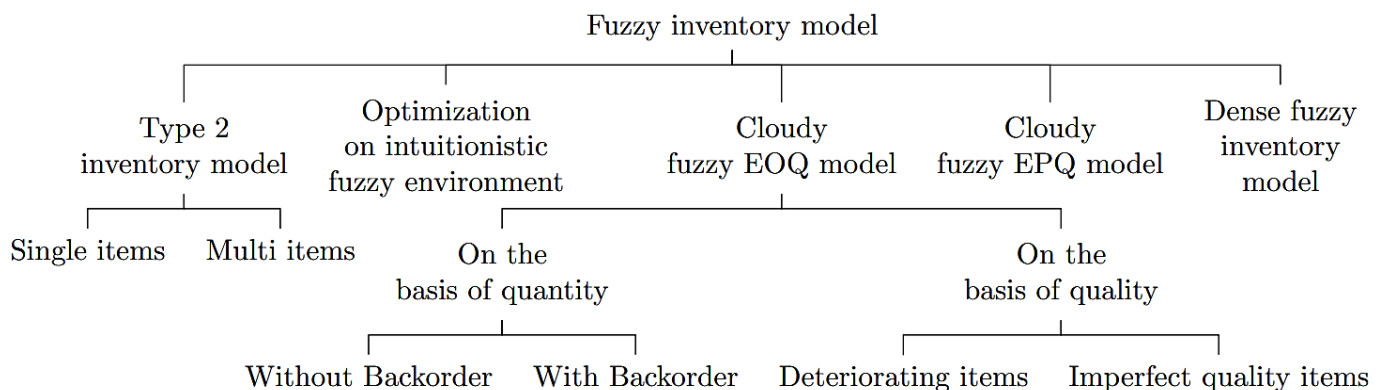 Fuzzy inventory model
Type 2
inventory model
Optimization
on intuitionistic
fuzzy environment
Cloudy
fuzzy EOQ model
Cloudy
fuzzy EPQ model
Dense fuzzy
inventory
model
Single items
Multi items
On the
basis of quantity
On the
basis of quality
Without Backorder
With Backorder
Deteriorating items
Imperfect quality items